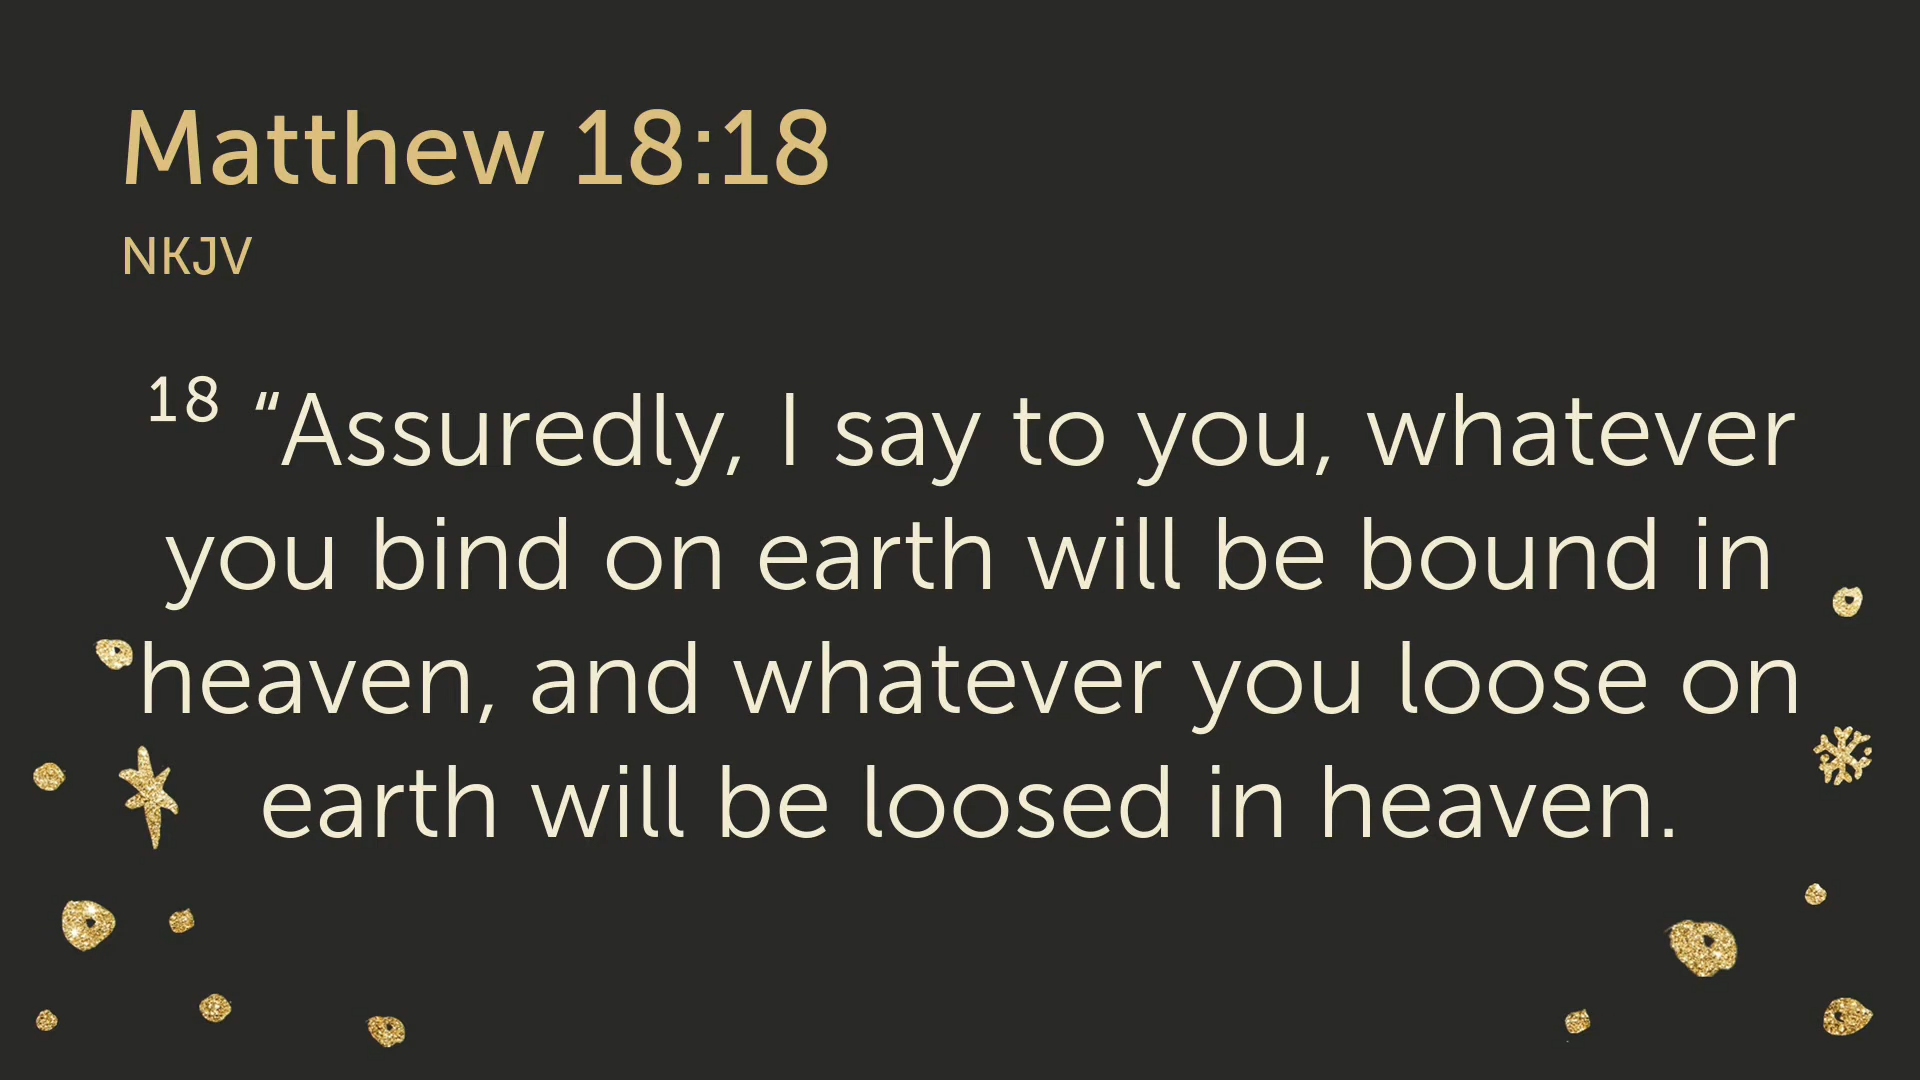 Matthew 18:18
NKJV
18 “Assuredly, I say to you, whatever
you bind on earth will be bound in
heaven, and whatever you loose on
earth will be loosed in heaven.